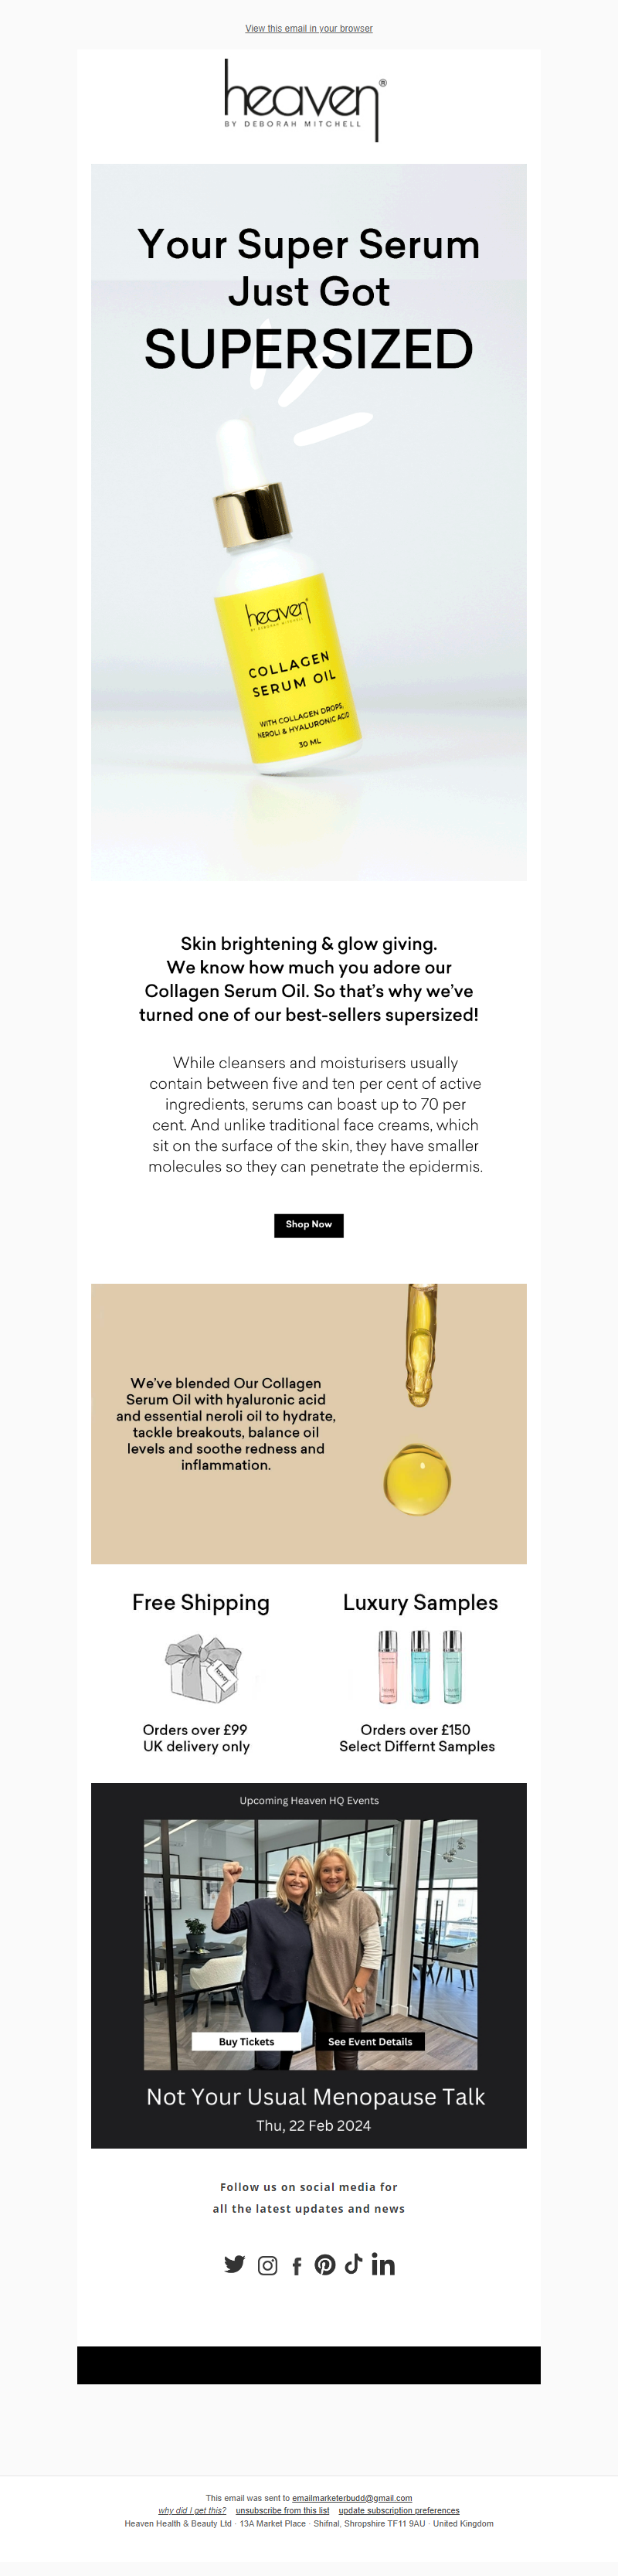 View this email in your browser
heaven®
BY DEBORAH MITCHELL
Your Super Serum
Just Got
SUPERSIZED
heaven
BY DEBORAH MITCHELL
COLLAGEN
SERUM OIL
WITH COLLAGEN DROPS,
NEROLI & HYALURONIC ACID
30 ML
Skin brightening & glow giving.
We know how much you adore our
Collagen Serum Oil. So that's why we've
turned one of our best-sellers supersized!
While cleansers and moisturisers usually
contain between five and ten per cent of active
ingredients, serums can boast up to 70 per
cent. And unlike traditional face creams, which
sit on the surface of the skin, they have smaller
molecules so they can penetrate the epidermis.
Shop Now
We've blended Our Collagen
Serum Oil with hyaluronic acid
and essential neroli oil to hydrate,
tackle breakouts, balance oil
levels and soothe redness and
inflammation.
Free Shipping
heaven
Orders over £99
UK delivery only
Luxury Samples
Orders over £150
Select Differnt Samples
Upcoming Heaven HQ Events
Buy Tickets
See Event Details
Not Your Usual Menopause Talk
Thu, 22 Feb 2024
Follow us on social media for
all the latest updates and news
This email was sent to emailmarketerbudd@gmail.com
why did I get this? unsubscribe from this list update subscription preferences
Heaven Health & Beauty Ltd · 13A Market Place · Shifnal, Shropshire TF11 9AU · United Kingdom